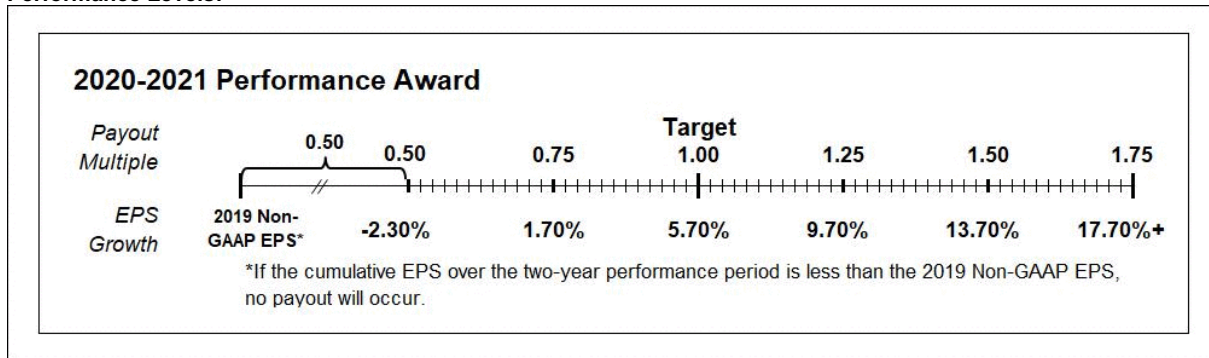 2020-2021 Performance Award
Payout Multiple
0.50 0.50 0.75 Target 1.00 1.25 1.50 1.75
EPS Growth
2019 Non-GAAP EPS* -2.30% 1.70% 5.70% 9.70% 13.70% 17.70%+
*If the cumulative EPS over the two-year performance period is less than the 2019 Non-GAAP EPS,
no payout will occur.